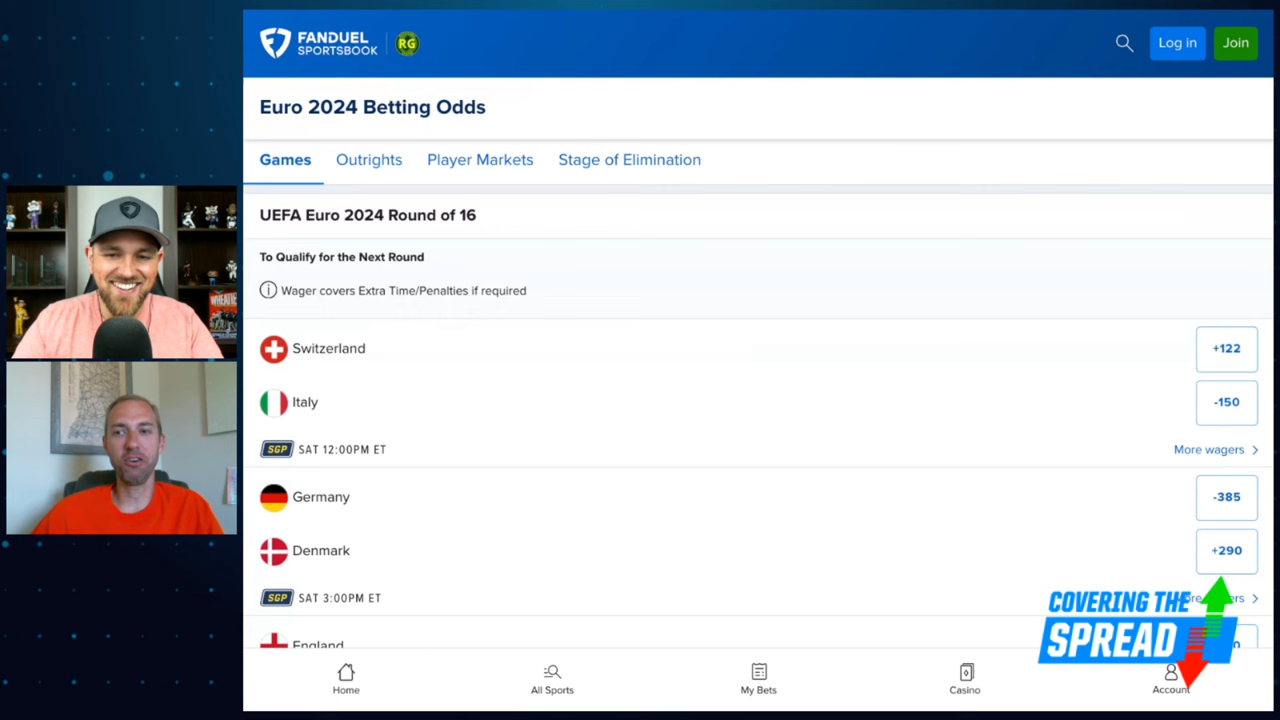 FANDUEL
SPORTSBOOK
RG
Log in
Join
Euro 2024 Betting Odds
Games
Outrights
Player Markets
Stage of Elimination
UEFA Euro 2024 Round of 16
To Qualify for the Next Round
Wager covers Extra Time/Penalties if required
Switzerland
+122
Italy
-150
SGP SAT 12:00PM ET
More wagers
Germany
-385
Denmark
+290
SGP SAT 3:00PM ET
England
COVERING THE
SPREAD
Home
All Sports
My Bets
Casino
Account